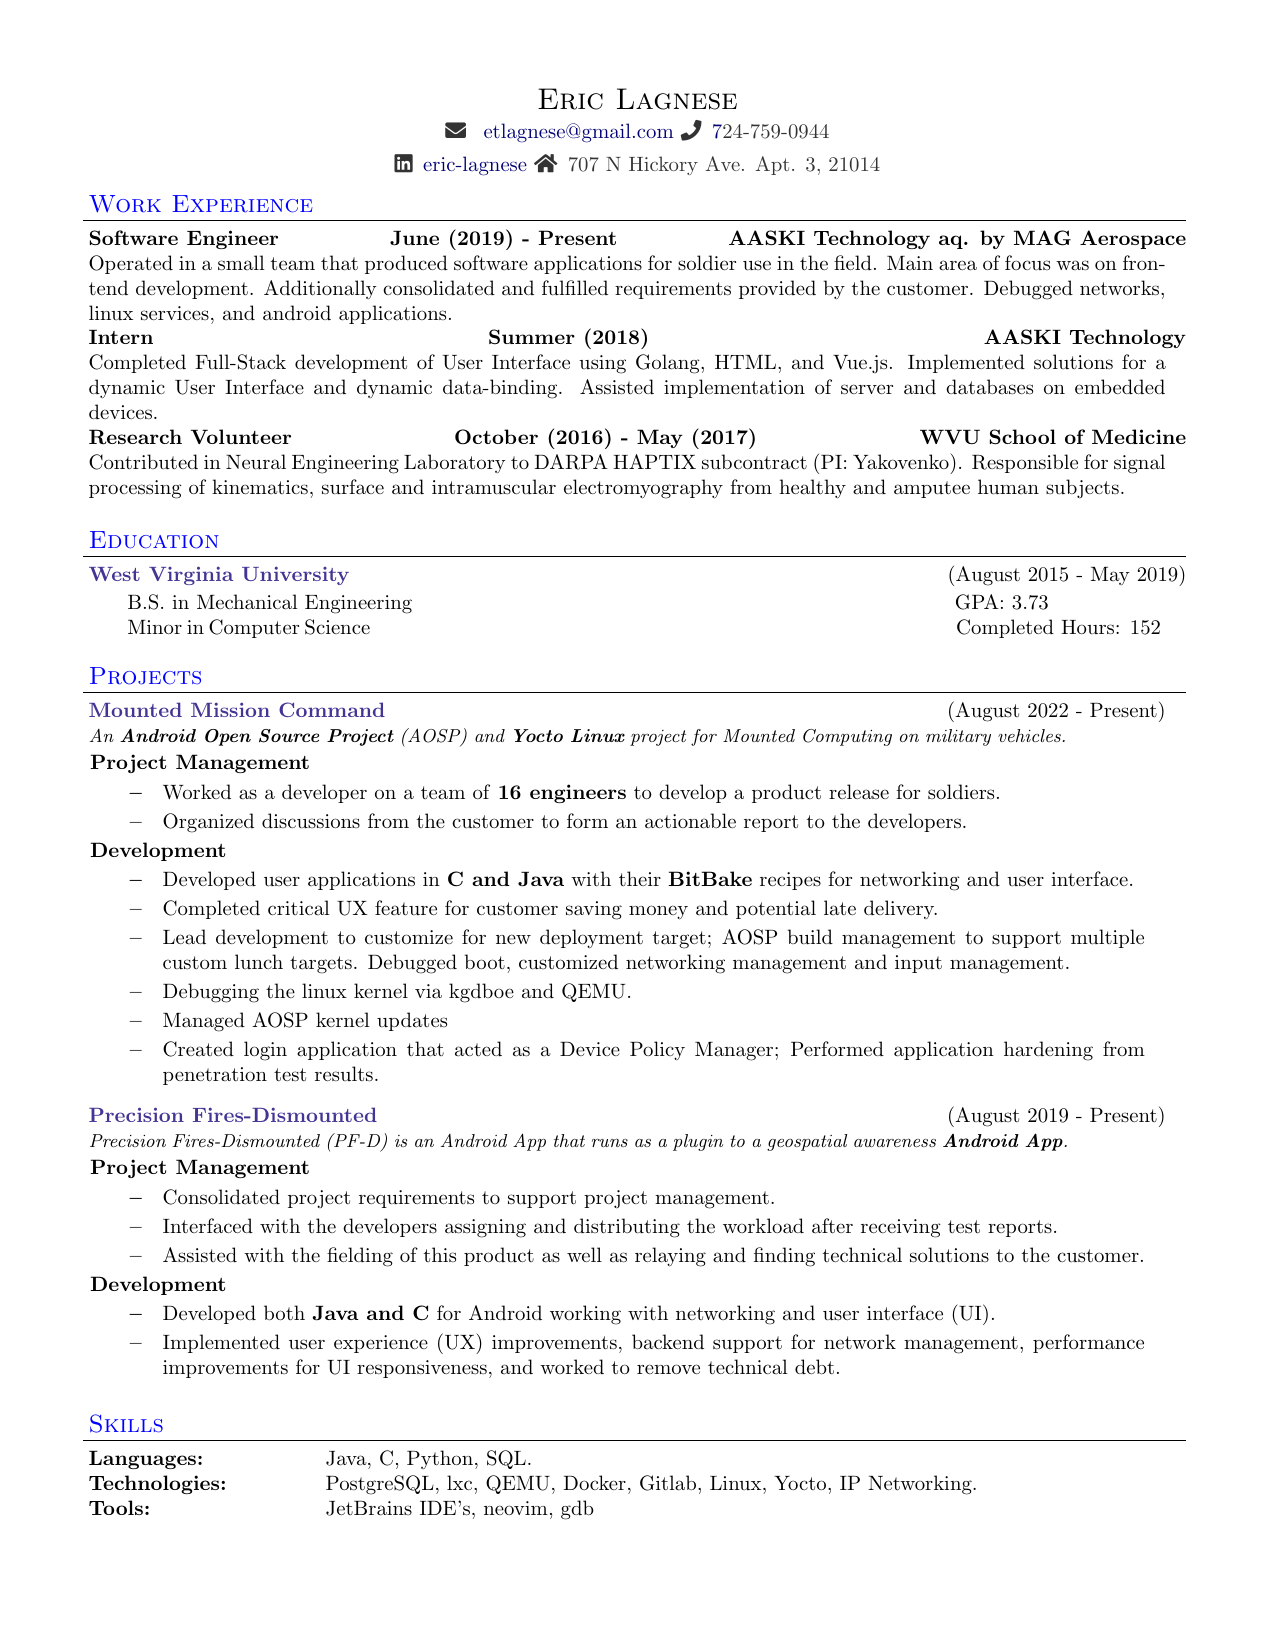 Eric Lagnese
etlagnese@gmail.com 724-759-0944
eric-lagnese 707 N Hickory Ave. Apt. 3, 21014
Work Experience
Software Engineer June (2019) - Present AASKI Technology aq. by MAG Aerospace
Operated in a small team that produced software applications for soldier use in the field. Main area of focus was on fron-
tend development. Additionally consolidated and fulfilled requirements provided by the customer. Debugged networks,
linux services, and android applications.
Intern Summer (2018) AASKI Technology
Completed Full-Stack development of User Interface using Golang, HTML, and Vue.js. Implemented solutions for a
dynamic User Interface and dynamic data-binding. Assisted implementation of server and databases on embedded
devices.
Research Volunteer October (2016) - May (2017) WVU School of Medicine
Contributed in Neural Engineering Laboratory to DARPA HAPTIX subcontract (PI: Yakovenko). Responsible for signal
processing of kinematics, surface and intramuscular electromyography from healthy and amputee human subjects.
Education
West Virginia University (August 2015 - May 2019)
B.S. in Mechanical Engineering GPA: 3.73
Minor in Computer Science Completed Hours: 152
Projects
Mounted Mission Command (August 2022 - Present)
An Android Open Source Project (AOSP) and Yocto Linux project for Mounted Computing on military vehicles.
Project Management
– Worked as a developer on a team of 16 engineers to develop a product release for soldiers.
– Organized discussions from the customer to form an actionable report to the developers.
Development
– Developed user applications in C and Java with their BitBake recipes for networking and user interface.
– Completed critical UX feature for customer saving money and potential late delivery.
– Lead development to customize for new deployment target; AOSP build management to support multiple
custom lunch targets. Debugged boot, customized networking management and input management.
– Debugging the linux kernel via kgdboe and QEMU.
– Managed AOSP kernel updates
– Created login application that acted as a Device Policy Manager; Performed application hardening from
penetration test results.
Precision Fires-Dismounted (August 2019 - Present)
Precision Fires-Dismounted (PF-D) is an Android App that runs as a plugin to a geospatial awareness Android App.
Project Management
– Consolidated project requirements to support project management.
– Interfaced with the developers assigning and distributing the workload after receiving test reports.
– Assisted with the fielding of this product as well as relaying and finding technical solutions to the customer.
Development
– Developed both Java and C for Android working with networking and user interface (UI).
– Implemented user experience (UX) improvements, backend support for network management, performance
improvements for UI responsiveness, and worked to remove technical debt.
Skills
Languages: Java, C, Python, SQL.
Technologies: PostgreSQL, lxc, QEMU, Docker, Gitlab, Linux, Yocto, IP Networking.
Tools: JetBrains IDE's, neovim, gdb